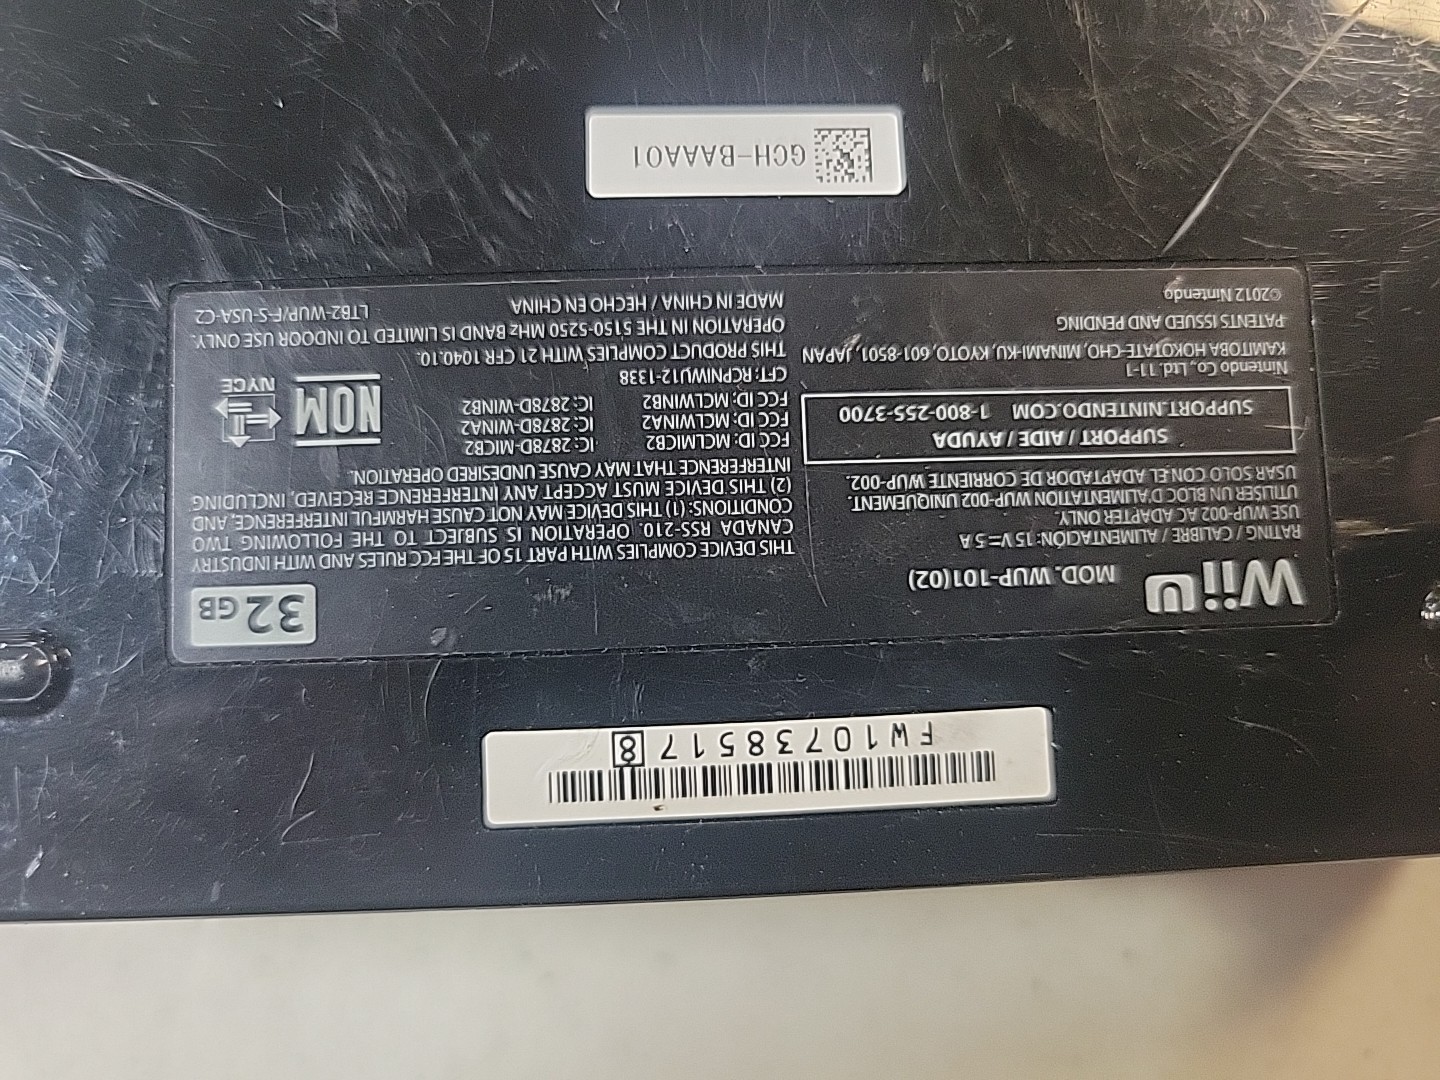 FW10738517 8
WiiU MOD. WUP-101(02)
RATING / CALIBRE / ALIMENTACIÓN: 15 V⎓5 A
USE WUP-002 AC ADAPTER ONLY.
UTILISER UN BLOC D'ALIMENTATION WUP-002 UNIQUEMENT.
USAR SOLO CON EL ADAPTADOR DE CORRIENTE WUP-002.
SUPPORT / AIDE / AYUDA
SUPPORT.NINTENDO.COM 1-800-255-3700
Nintendo Co., Ltd. 11-1
KAMITOBA HOKOTATE-CHO, MINAMI-KU, KYOTO, 601-8501, JAPAN
PATENTS ISSUED AND PENDING
©2012 Nintendo
32 GB
THIS DEVICE COMPLIES WITH PART 15 OF THE FCC RULES AND WITH INDUSTRY
CANADA RSS-210. OPERATION IS SUBJECT TO THE FOLLOWING TWO
CONDITIONS: (1) THIS DEVICE MAY NOT CAUSE HARMFUL INTERFERENCE, AND
(2) THIS DEVICE MUST ACCEPT ANY INTERFERENCE RECEIVED, INCLUDING
INTERFERENCE THAT MAY CAUSE UNDESIRED OPERATION.
FCC ID: MCLMICB2 IC: 2878D-MICB2
FCC ID: MCLWINA2 IC: 2878D-WINA2
FCC ID: MCLWINB2 IC: 2878D-WINB2
CFT: RCPNIWU12-1338
NOM NYCE
THIS PRODUCT COMPLIES WITH 21 CFR 1040.10.
OPERATION IN THE 5150-5250 MHz BAND IS LIMITED TO INDOOR USE ONLY.
MADE IN CHINA / HECHO EN CHINA LTB2-WUP/F-S-USA-C2
GCH-BAAA01